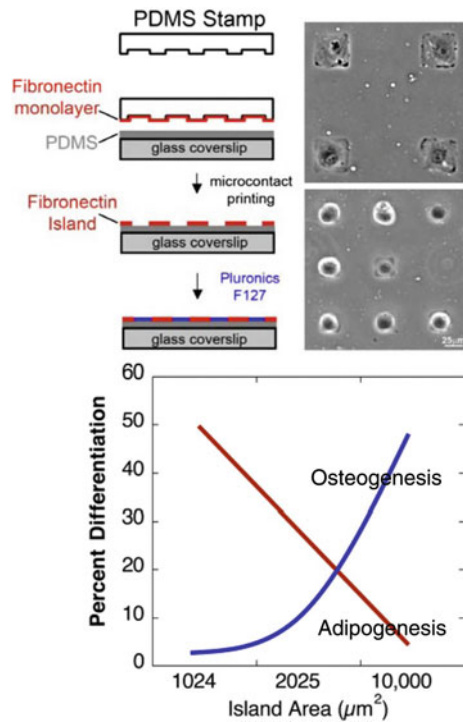 PDMS Stamp
Fibronectin
monolayer
PDMS
glass coverslip
microcontact
printing
Fibronectin
Island
glass coverslip
Pluronics
F127
glass coverslip
25µm
60
50
40
30
20
10
0
Percent Differentiation
Osteogenesis
Adipogenesis
1024 2025 10,000
Island Area (µm²)